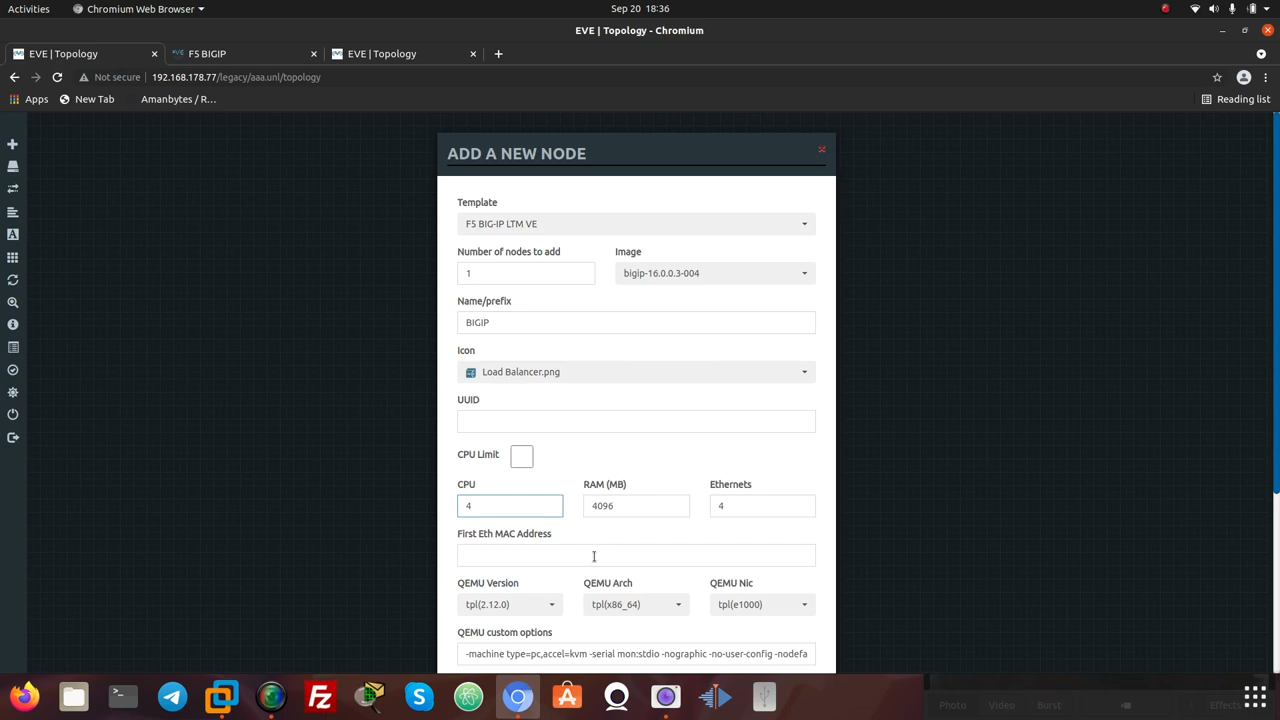 Activities
Chromium Web Browser
Sep 20 18:36
EVE | Topology - Chromium
EVE | Topology
F5 BIGIP
EVE | Topology
Not secure
192.168.178.77/legacy/aaa.unl/topology
Apps
New Tab
Amanbytes / R...
Reading list
ADD A NEW NODE
Template
F5 BIG-IP LTM VE
Number of nodes to add
Image
1
bigip-16.0.0.3-004
Name/prefix
BIGIP
Icon
Load Balancer.png
UUID
CPU Limit
CPU
RAM (MB)
Ethernets
4
4096
4
First Eth MAC Address
QEMU Version
QEMU Arch
QEMU Nic
tpl(2.12.0)
tpl(x86_64)
tpl(e1000)
QEMU custom options
-machine type=pc,accel=kvm -serial mon:stdio -nographic -no-user-config -nodefa
Photo
Video
Burst
Effects